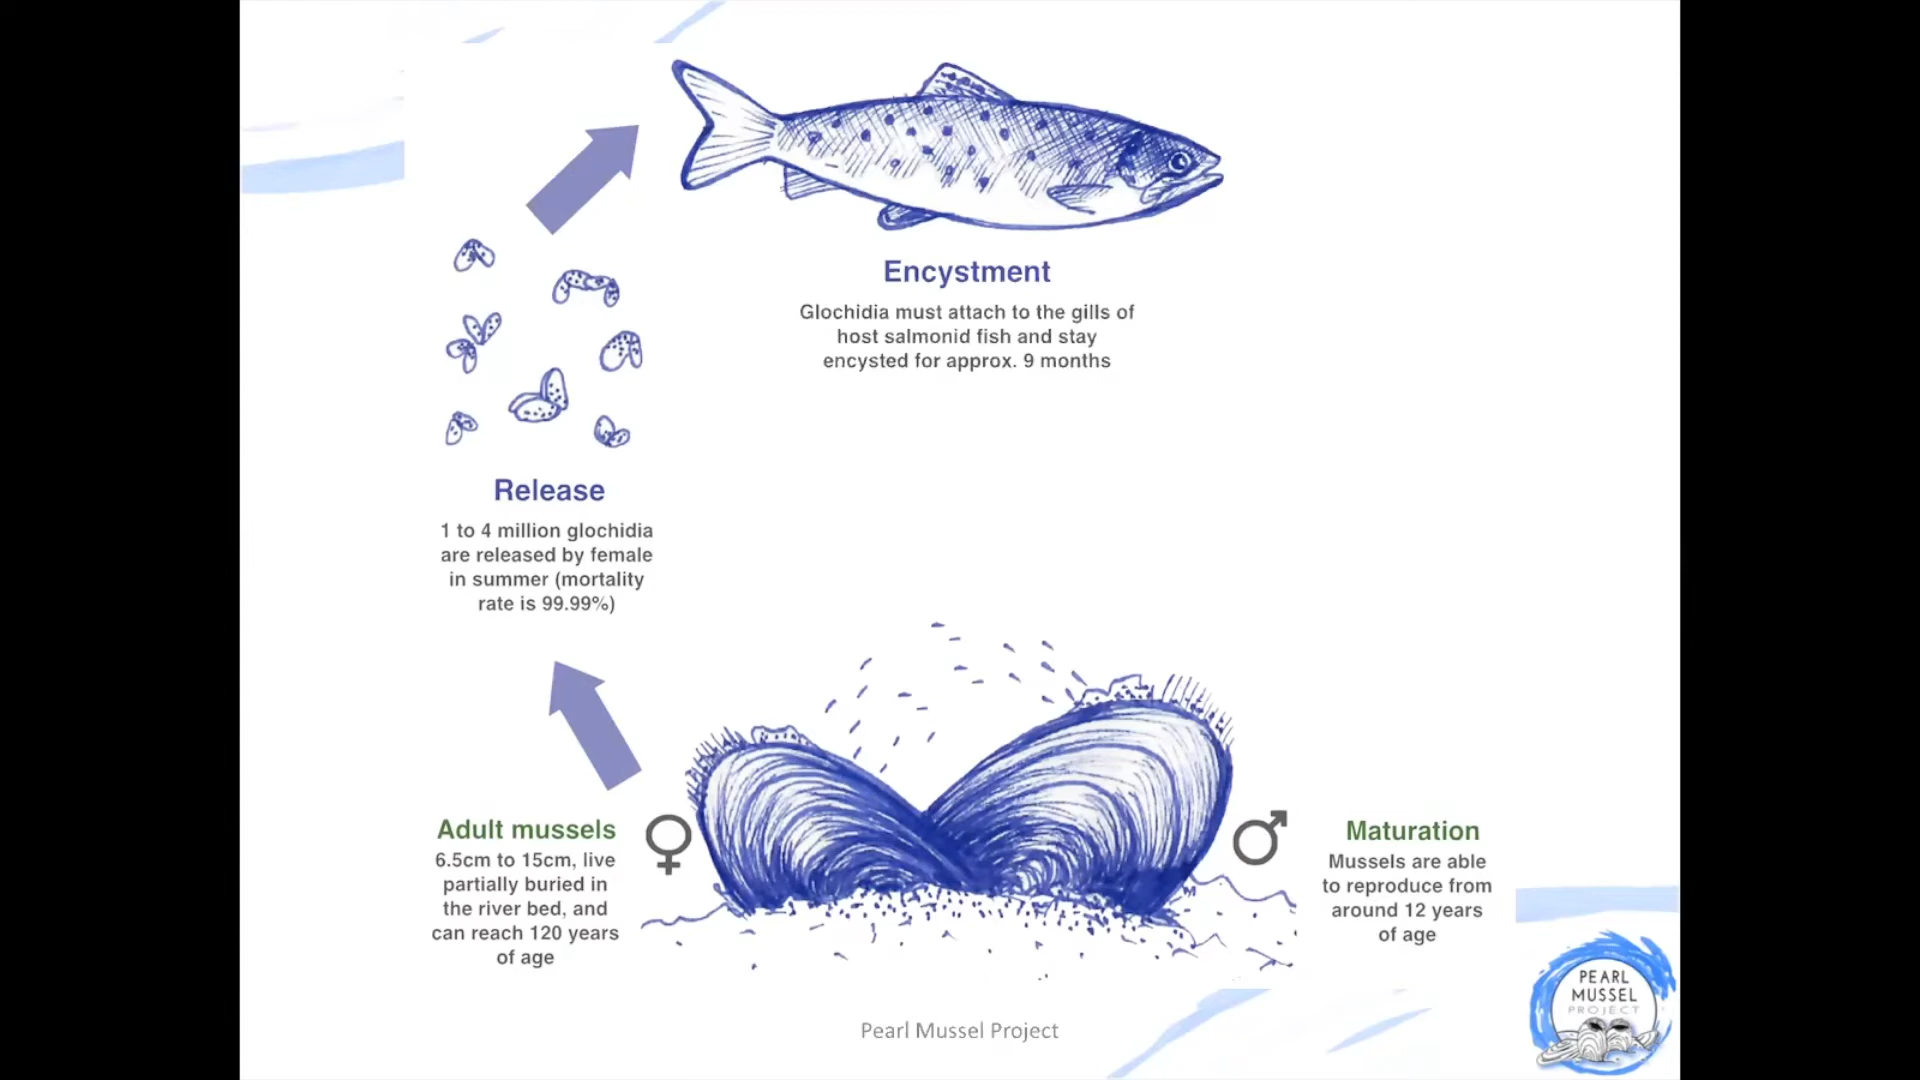 Encystment
Glochidia must attach to the gills of
host salmonid fish and stay
encysted for approx. 9 months
Release
1 to 4 million glochidia
are released by female
in summer (mortality
rate is 99.99%)
Adult mussels
6.5cm to 15cm, live
partially buried in
the river bed, and
can reach 120 years
of age
Maturation
Mussels are able
to reproduce from
around 12 years
of age
Pearl Mussel Project
PEARL
MUSSEL
PROJECT